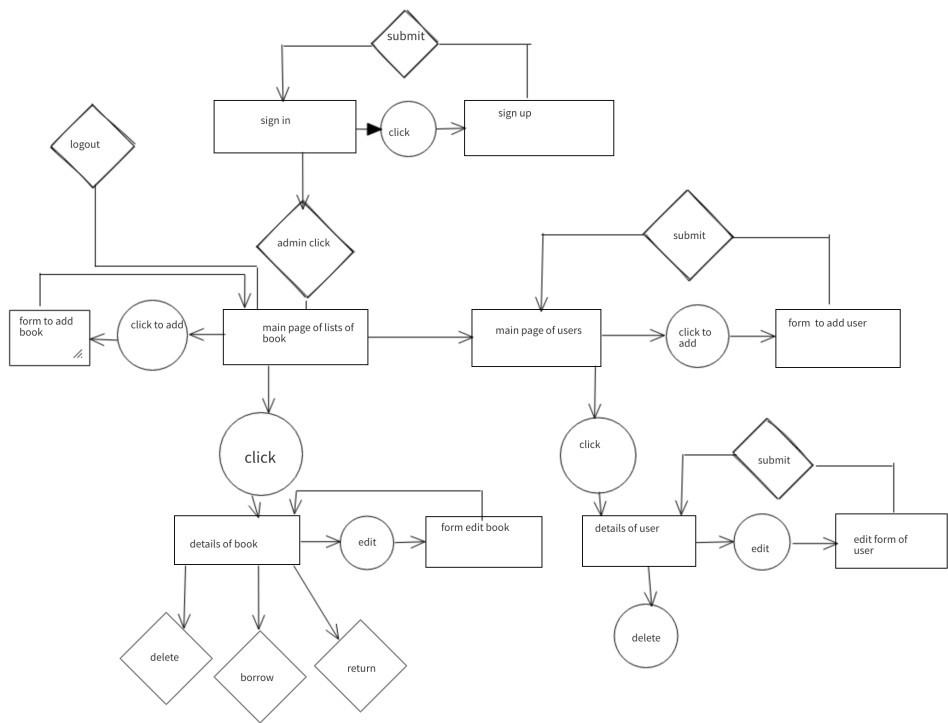 submit
sign in
click
sign up
logout
admin click
submit
form to add
book
click to add
main page of lists of
book
main page of users
click to
add
form to add user
click
click
submit
details of book
edit
form edit book
details of user
edit
edit form of
user
delete
borrow
return
delete